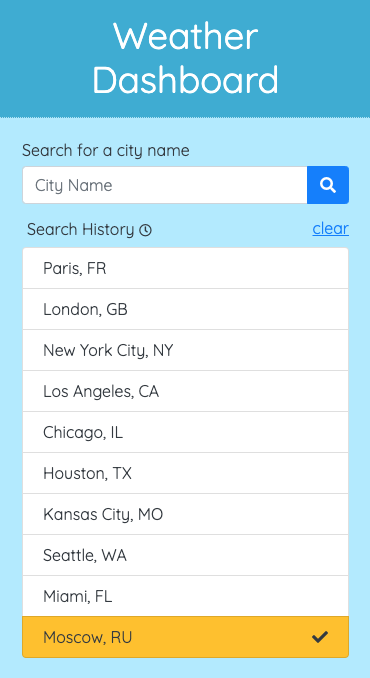 Weather
Dashboard
Search for a city name
City Name
Search History
clear
Paris, FR
London, GB
New York City, NY
Los Angeles, CA
Chicago, IL
Houston, TX
Kansas City, MO
Seattle, WA
Miami, FL
Moscow, RU